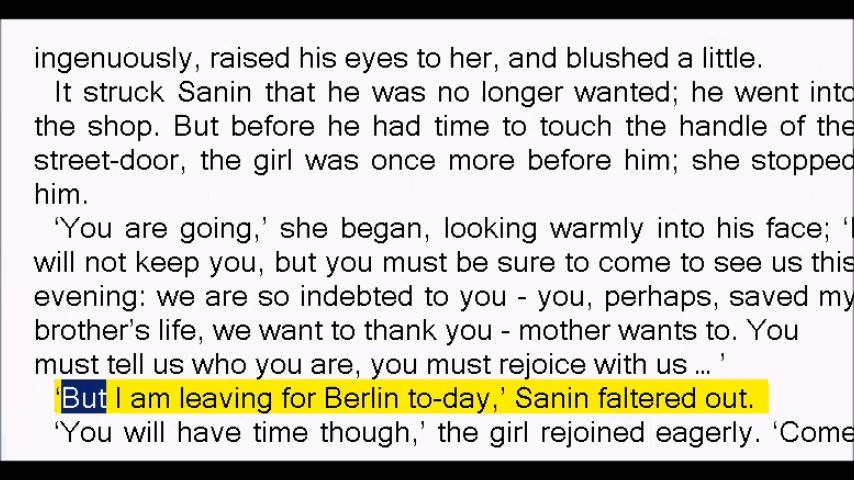 ingenuously, raised his eyes to her, and blushed a little.
It struck Sanin that he was no longer wanted; he went into
the shop. But before he had time to touch the handle of the
street-door, the girl was once more before him; she stopped
him.
‘You are going,’ she began, looking warmly into his face; ‘I
will not keep you, but you must be sure to come to see us this
evening: we are so indebted to you - you, perhaps, saved my
brother’s life, we want to thank you - mother wants to. You
must tell us who you are, you must rejoice with us ... ’
‘But I am leaving for Berlin to-day,’ Sanin faltered out.
‘You will have time though,’ the girl rejoined eagerly. ‘Come